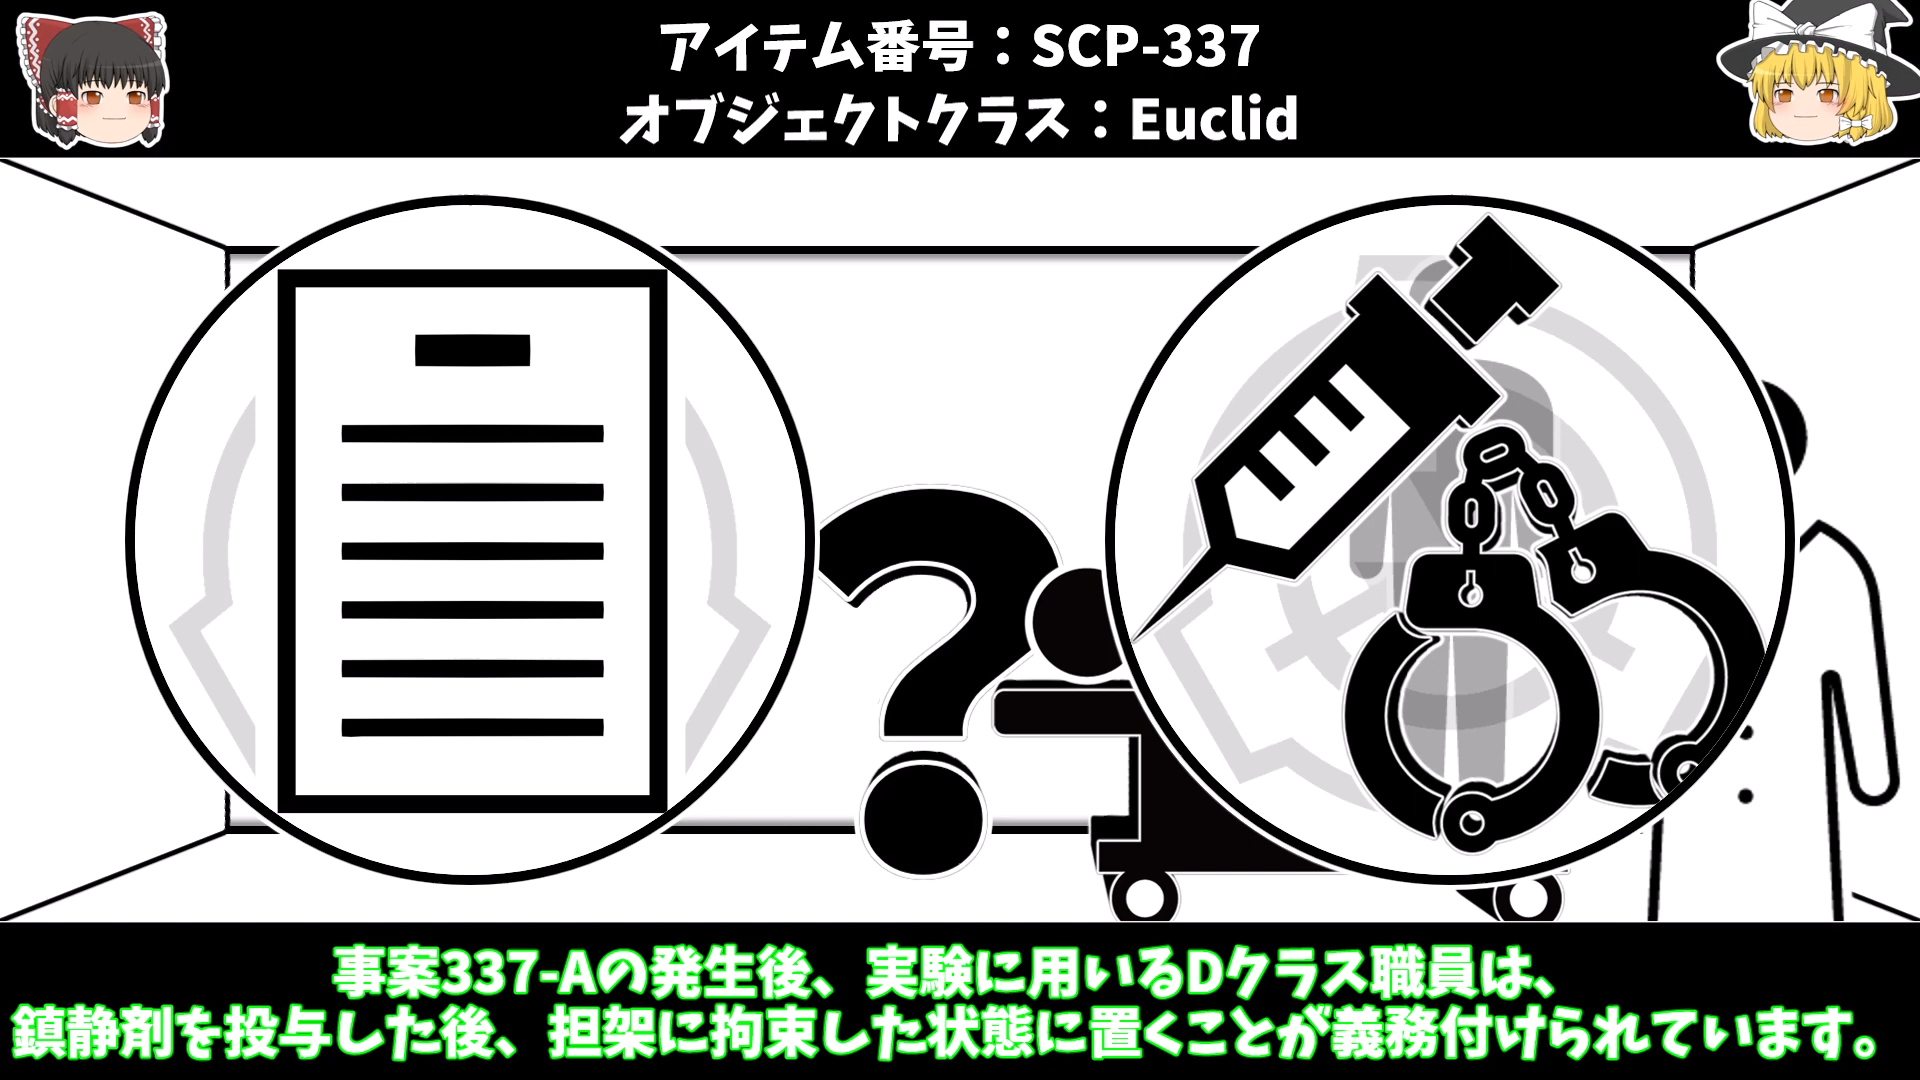 アイテム番号：SCP-337
オブジェクトクラス：Euclid
?
事案337-Aの発生後、実験に用いるDクラス職員は、
鎮静剤を投与した後、担架に拘束した状態に置くことが義務付けられています。